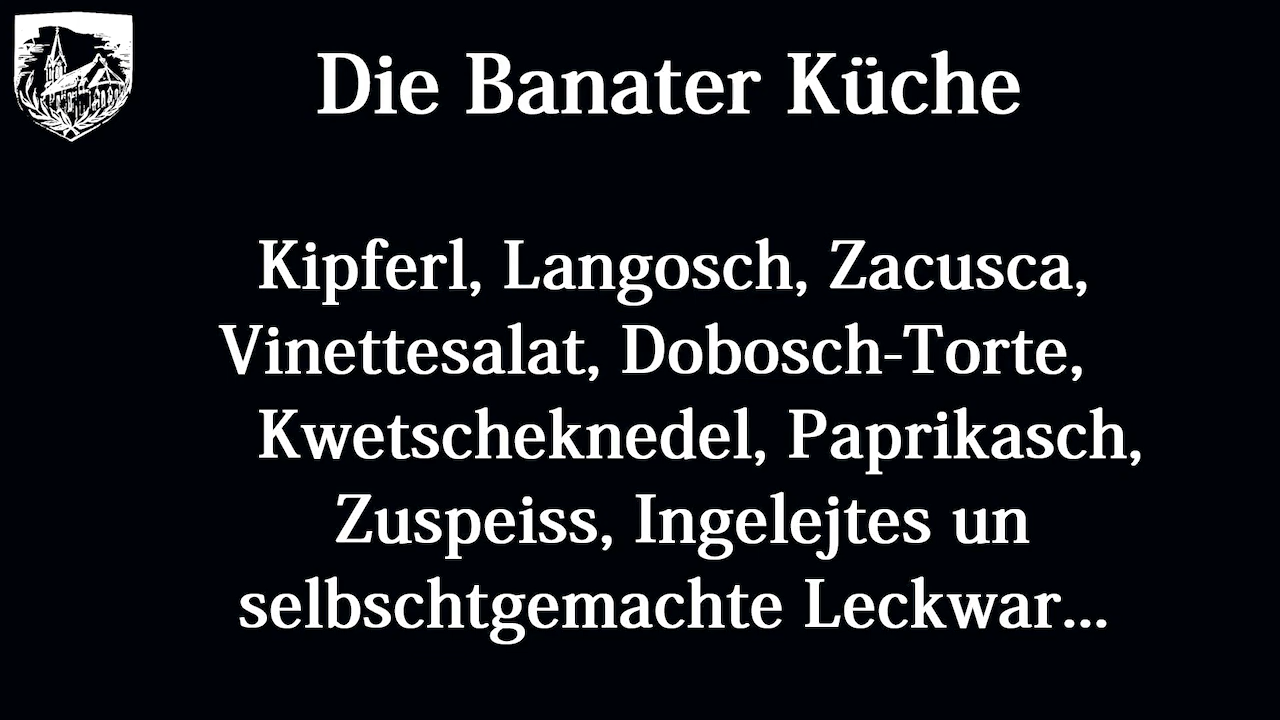 Die Banater Küche
Kipferl, Langosch, Zacusca,
Vinettesalat, Dobosch-Torte,
Kwetscheknedel, Paprikasch,
Zuspeiss, Ingelejtes un
selbschtgemachte Leckwar...